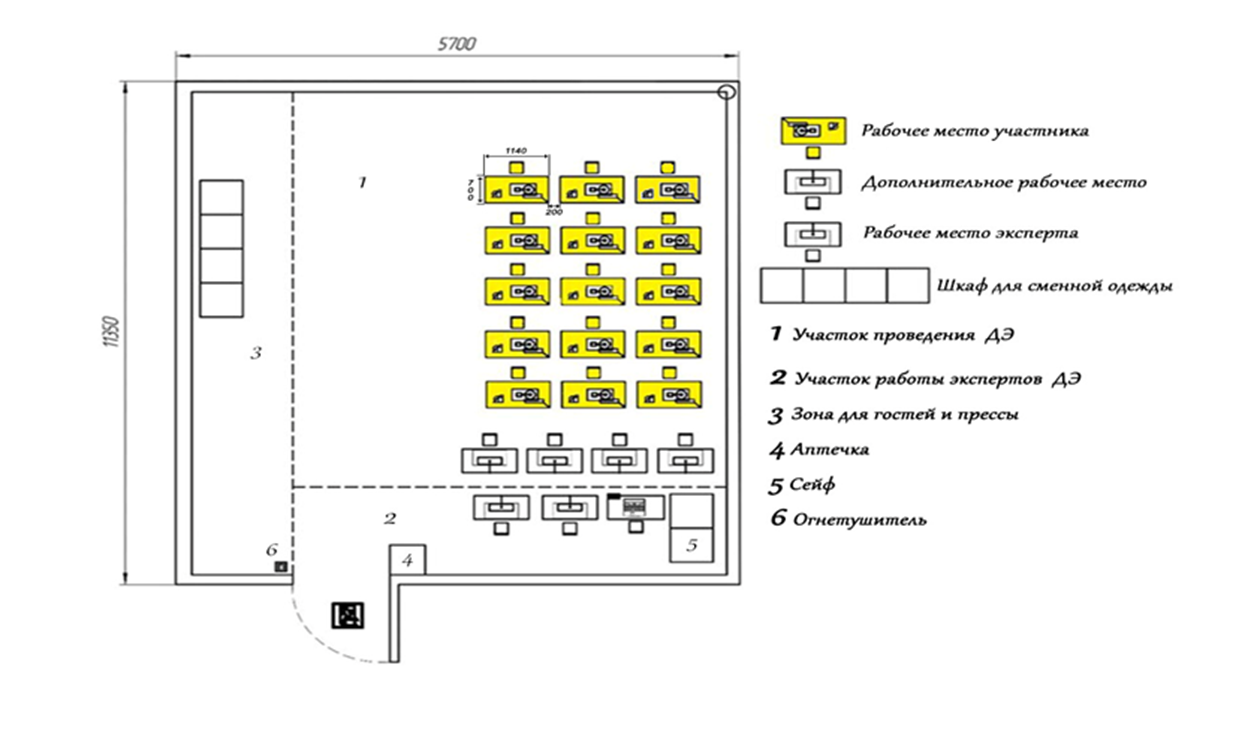 5700
11350
1
1140
700
200
3
2
6
4
5
Рабочее место участника
Дополнительное рабочее место
Рабочее место эксперта
Шкаф для сменной одежды
1 Участок проведения ДЭ
2 Участок работы экспертов ДЭ
3 Зона для гостей и прессы
4 Аптечка
5 Сейф
6 Огнетушитель